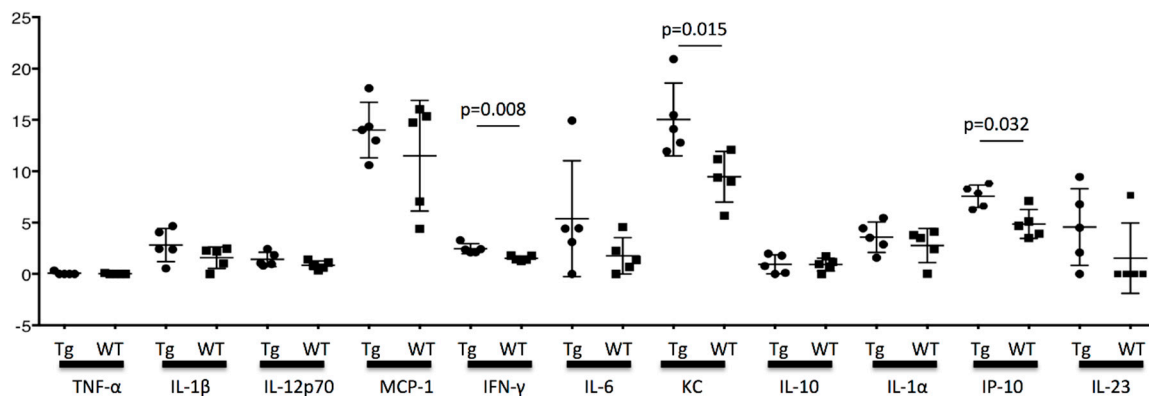 25
20
15
10
5
0
-5
p=0.008
p=0.015
p=0.032
Tg WT Tg WT Tg WT Tg WT Tg WT Tg WT Tg WT Tg WT Tg WT Tg WT Tg WT
TNF-α IL-1β IL-12p70 MCP-1 IFN-γ IL-6 KC IL-10 IL-1α IP-10 IL-23